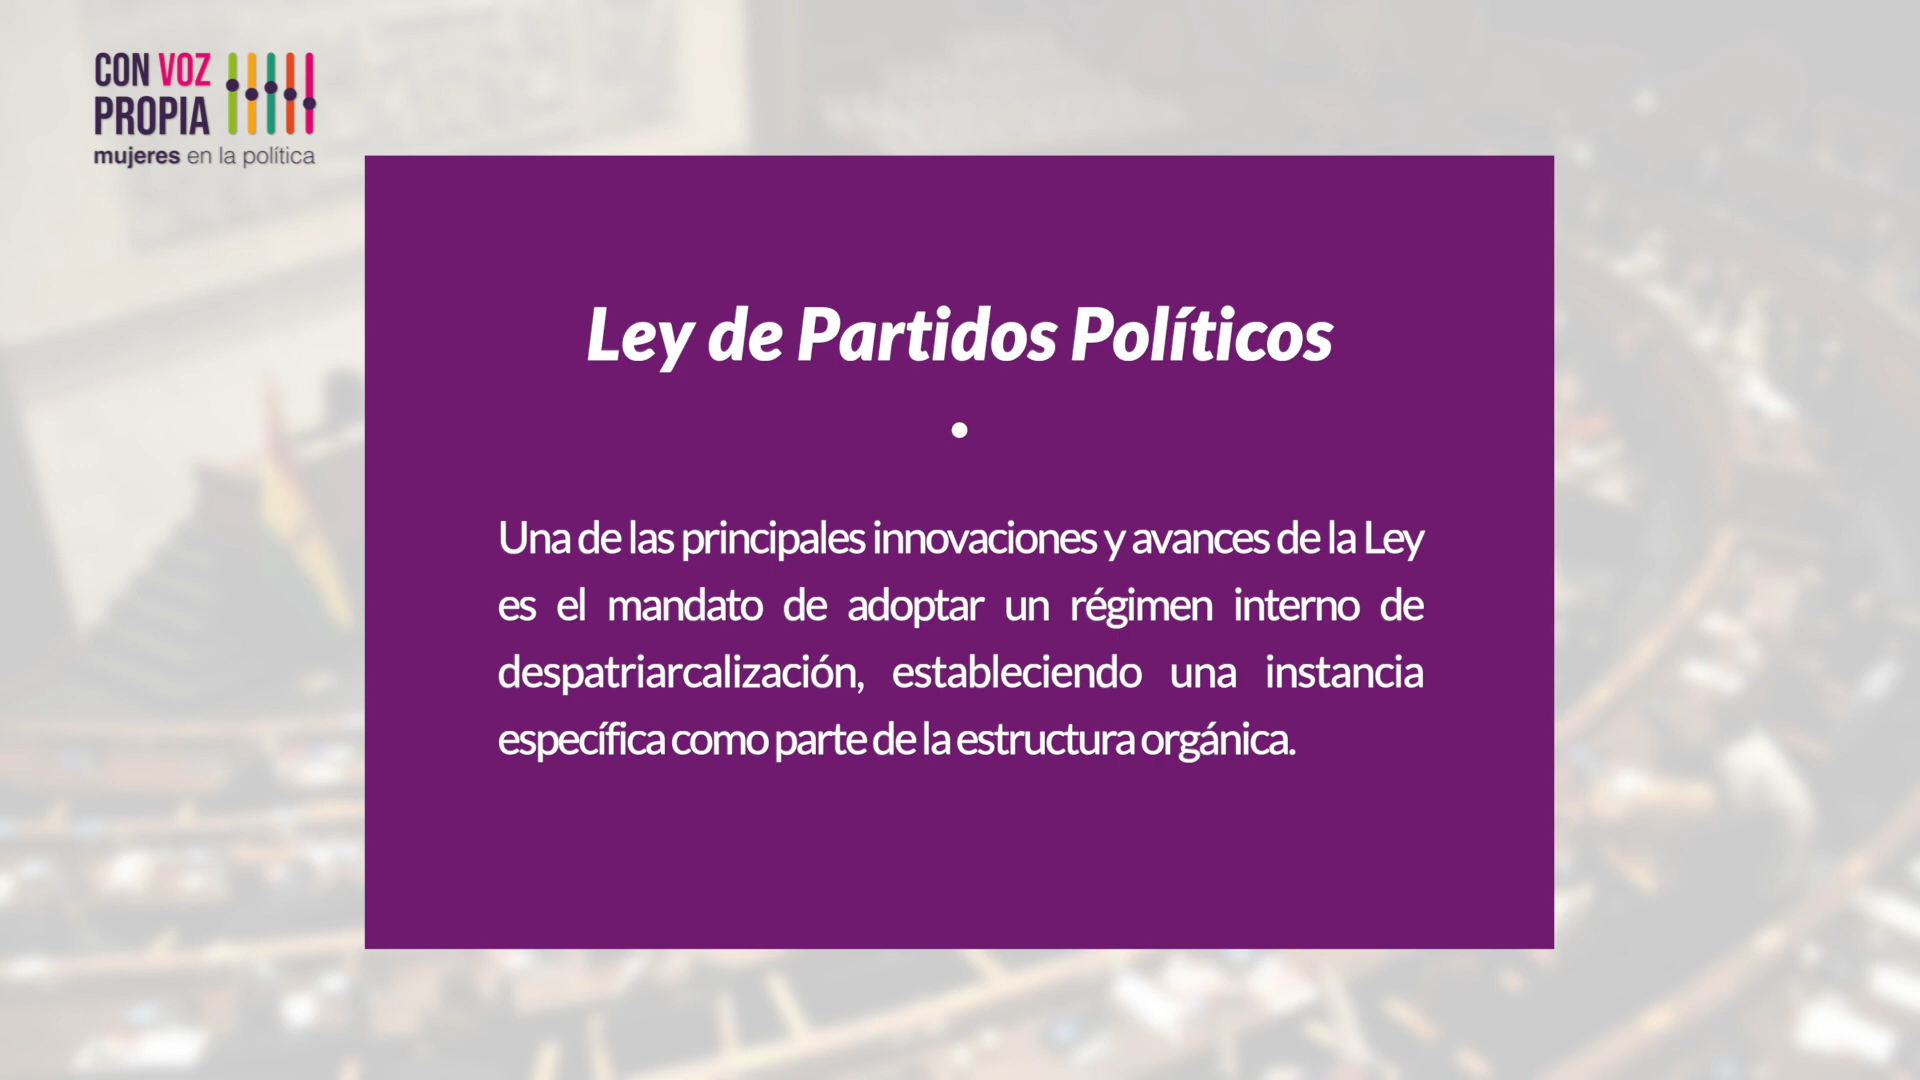 CON VOZ
PROPIA
mujeres en la política
Ley de Partidos Políticos
Una de las principales innovaciones y avances de la Ley
es el mandato de adoptar un régimen interno de
despatriarcalización, estableciendo una instancia
específica como parte de la estructura orgánica.